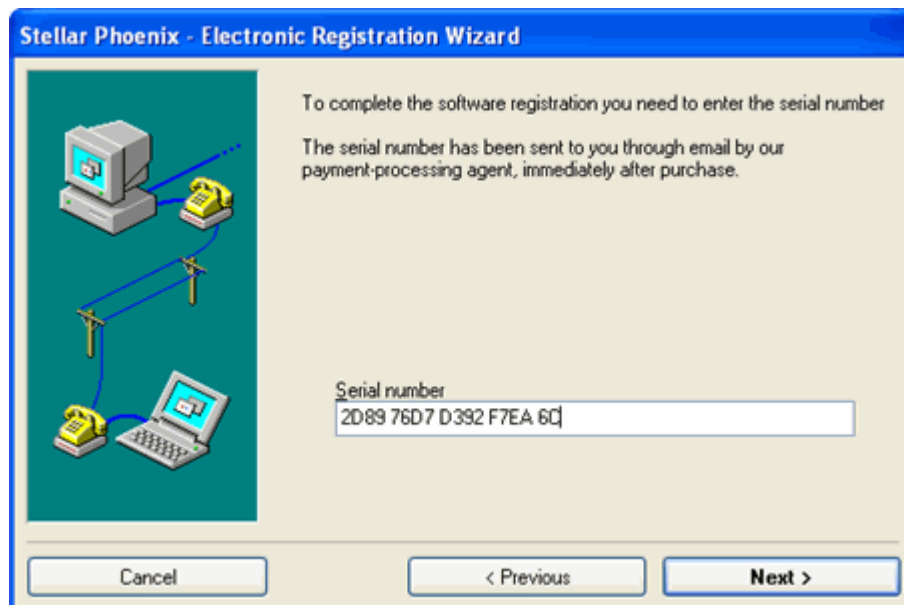 Stellar Phoenix - Electronic Registration Wizard
To complete the software registration you need to enter the serial number
The serial number has been sent to you through email by our
payment-processing agent, immediately after purchase.
Serial number
2D89 76D7 D392 F7EA 6C
Cancel
< Previous
Next >